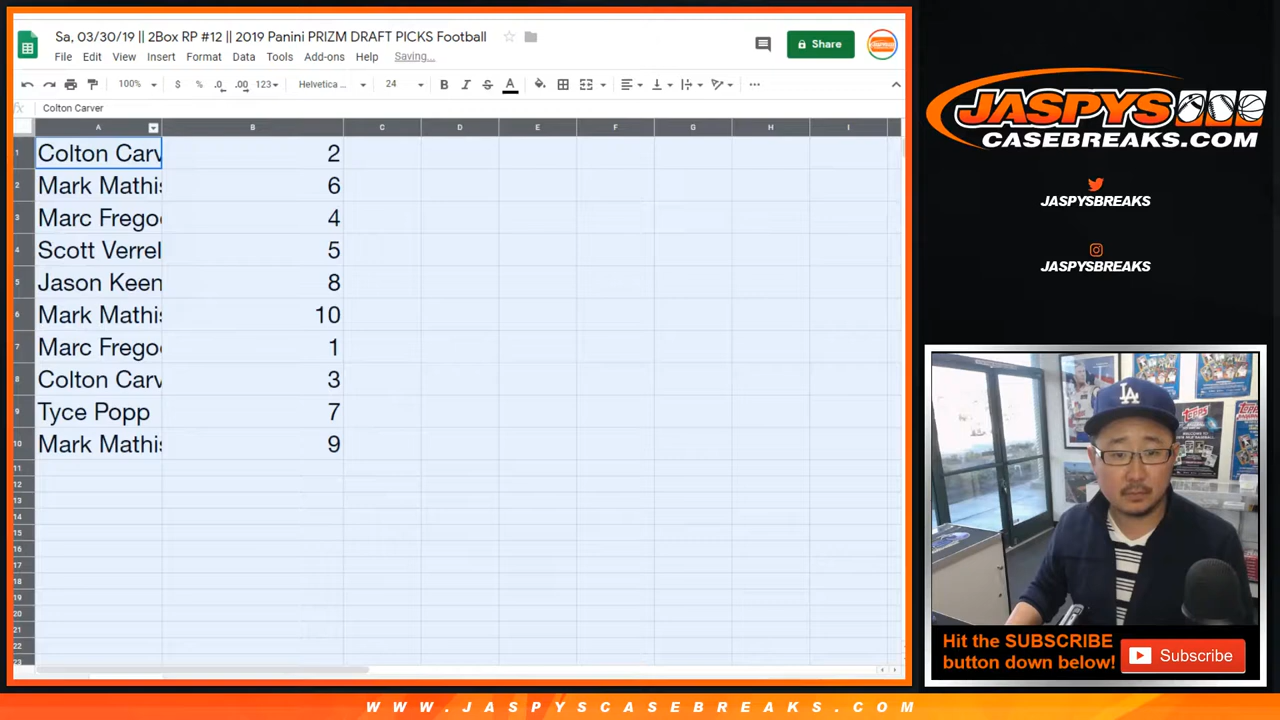 Sa, 03/30/19 || 2Box RP #12 || 2019 Panini PRIZM DRAFT PICKS Football
File Edit View Insert Format Data Tools Add-ons Help Saving...
Share
100% $ % .0 .00 123 Helvetica ... 24 B I S A
fx Colton Carver
A B C D E F G H I
1 Colton Carv 2
2 Mark Mathis 6
3 Marc Frego 4
4 Scott Verrel 5
5 Jason Keen 8
6 Mark Mathis 10
7 Marc Frego 1
8 Colton Carv 3
9 Tyce Popp 7
10 Mark Mathis 9
11
12
13
14
15
16
17
18
19
20
21
22
23
JASPYS
CASEBREAKS.COM
JASPYSBREAKS
JASPYSBREAKS
LA
Hit the SUBSCRIBE
button down below!
Subscribe
WWW.JASPYSCASEBREAKS.COM